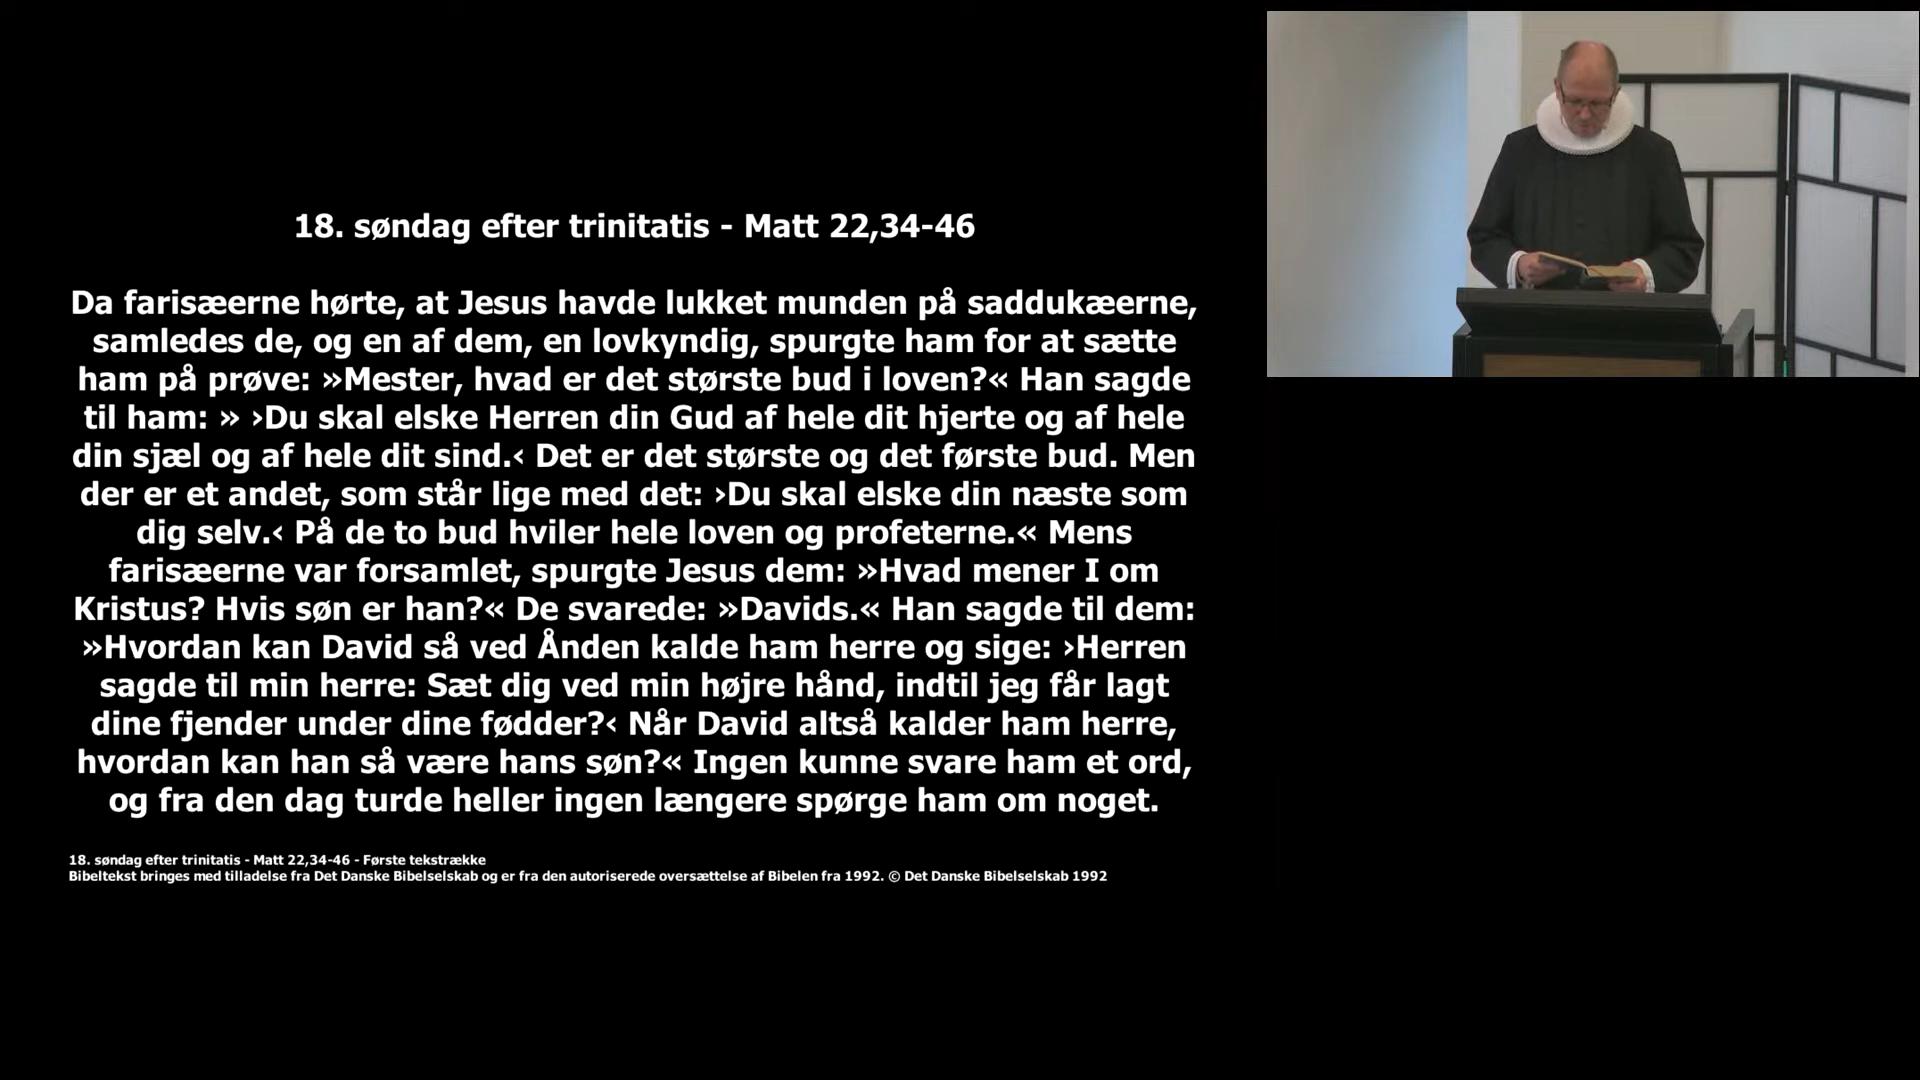 18. søndag efter trinitatis - Matt 22,34-46
Da farisæerne hørte, at Jesus havde lukket munden på saddukæerne,
samledes de, og en af dem, en lovkyndig, spurgte ham for at sætte
ham på prøve: »Mester, hvad er det største bud i loven?« Han sagde
til ham: » ›Du skal elske Herren din Gud af hele dit hjerte og af hele
din sjæl og af hele dit sind.‹ Det er det største og det første bud. Men
der er et andet, som står lige med det: ›Du skal elske din næste som
dig selv.‹ På de to bud hviler hele loven og profeterne.« Mens
farisæerne var forsamlet, spurgte Jesus dem: »Hvad mener I om
Kristus? Hvis søn er han?« De svarede: »Davids.« Han sagde til dem:
»Hvordan kan David så ved Ånden kalde ham herre og sige: ›Herren
sagde til min herre: Sæt dig ved min højre hånd, indtil jeg får lagt
dine fjender under dine fødder?‹ Når David altså kalder ham herre,
hvordan kan han så være hans søn?« Ingen kunne svare ham et ord,
og fra den dag turde heller ingen længere spørge ham om noget.
18. søndag efter trinitatis - Matt 22,34-46 - Første tekstrække
Bibeltekst bringes med tilladelse fra Det Danske Bibelselskab og er fra den autoriserede oversættelse af Bibelen fra 1992. © Det Danske Bibelselskab 1992